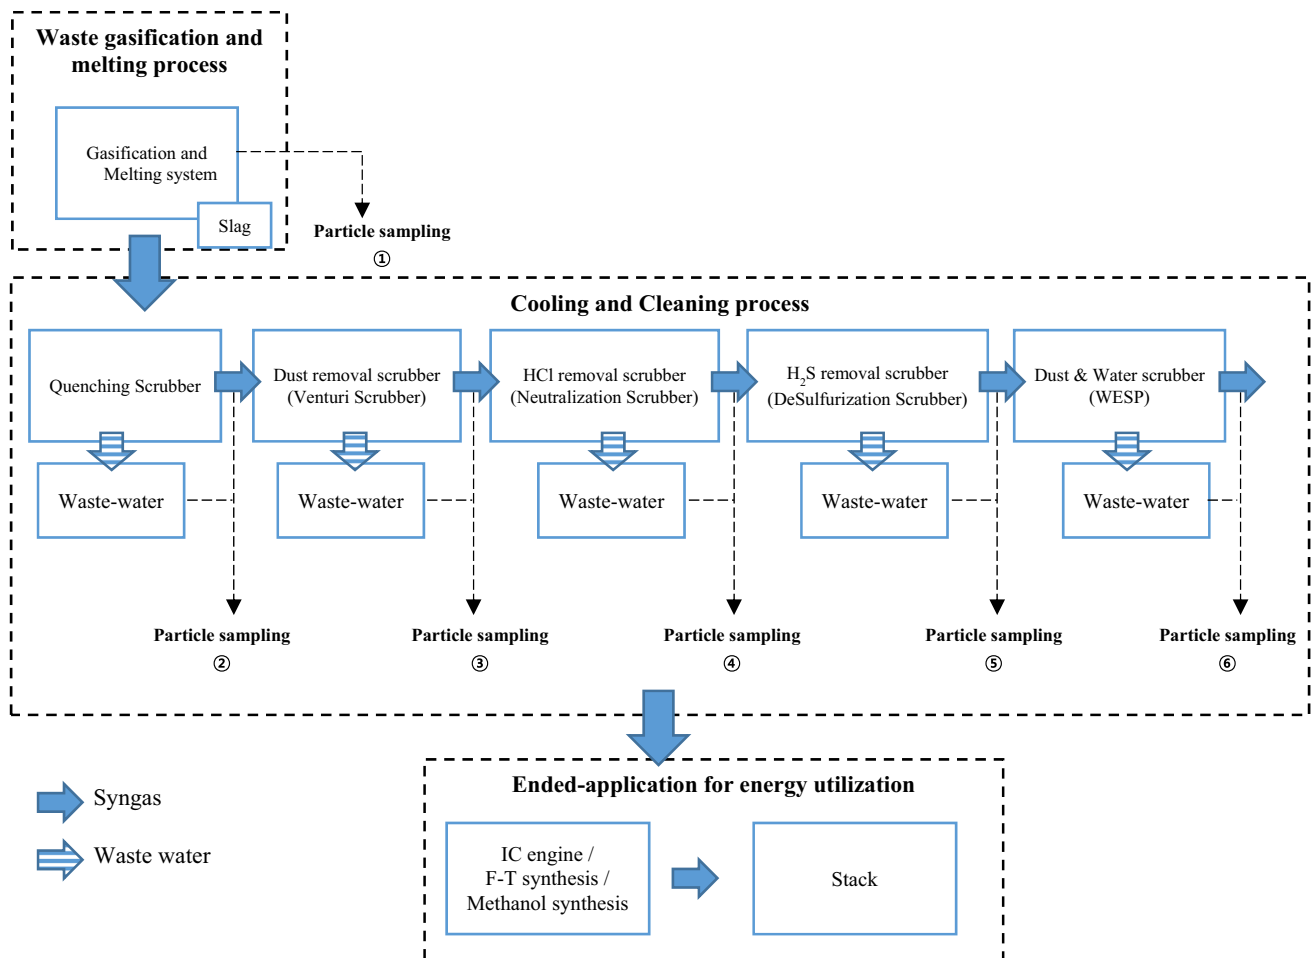 Waste gasification and
melting process
Gasification and
Melting system
Slag
Particle sampling
①
Cooling and Cleaning process
Quenching Scrubber
Dust removal scrubber
(Venturi Scrubber)
HCl removal scrubber
(Neutralization Scrubber)
H₂S removal scrubber
(DeSulfurization Scrubber)
Dust & Water scrubber
(WESP)
Waste-water
Waste-water
Waste-water
Waste-water
Waste-water
Particle sampling
②
Particle sampling
③
Particle sampling
④
Particle sampling
⑤
Particle sampling
⑥
Syngas
Waste water
Ended-application for energy utilization
IC engine /
F-T synthesis /
Methanol synthesis
Stack